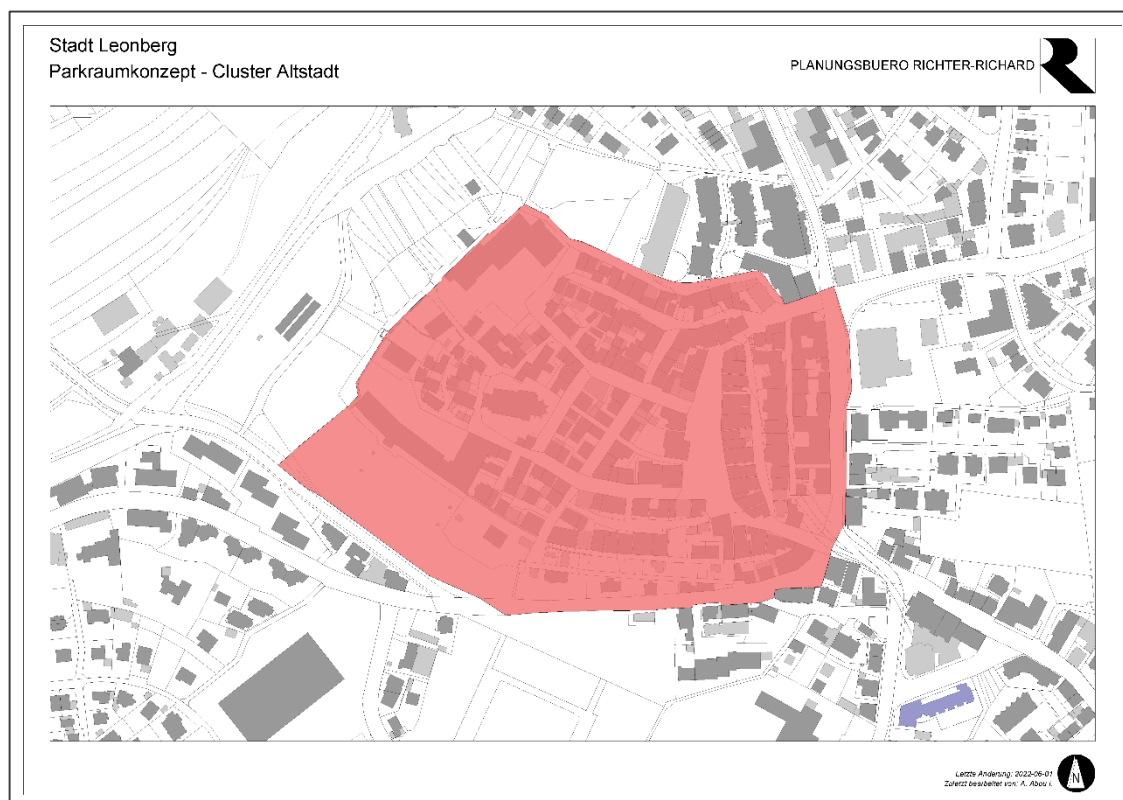 Stadt Leonberg
Parkraumkonzept - Cluster Altstadt
PLANUNGSBUERO RICHTER-RICHARD
Letzte Änderung: 2022-06-01
Zuletzt bearbeitet von: A. Abou
N